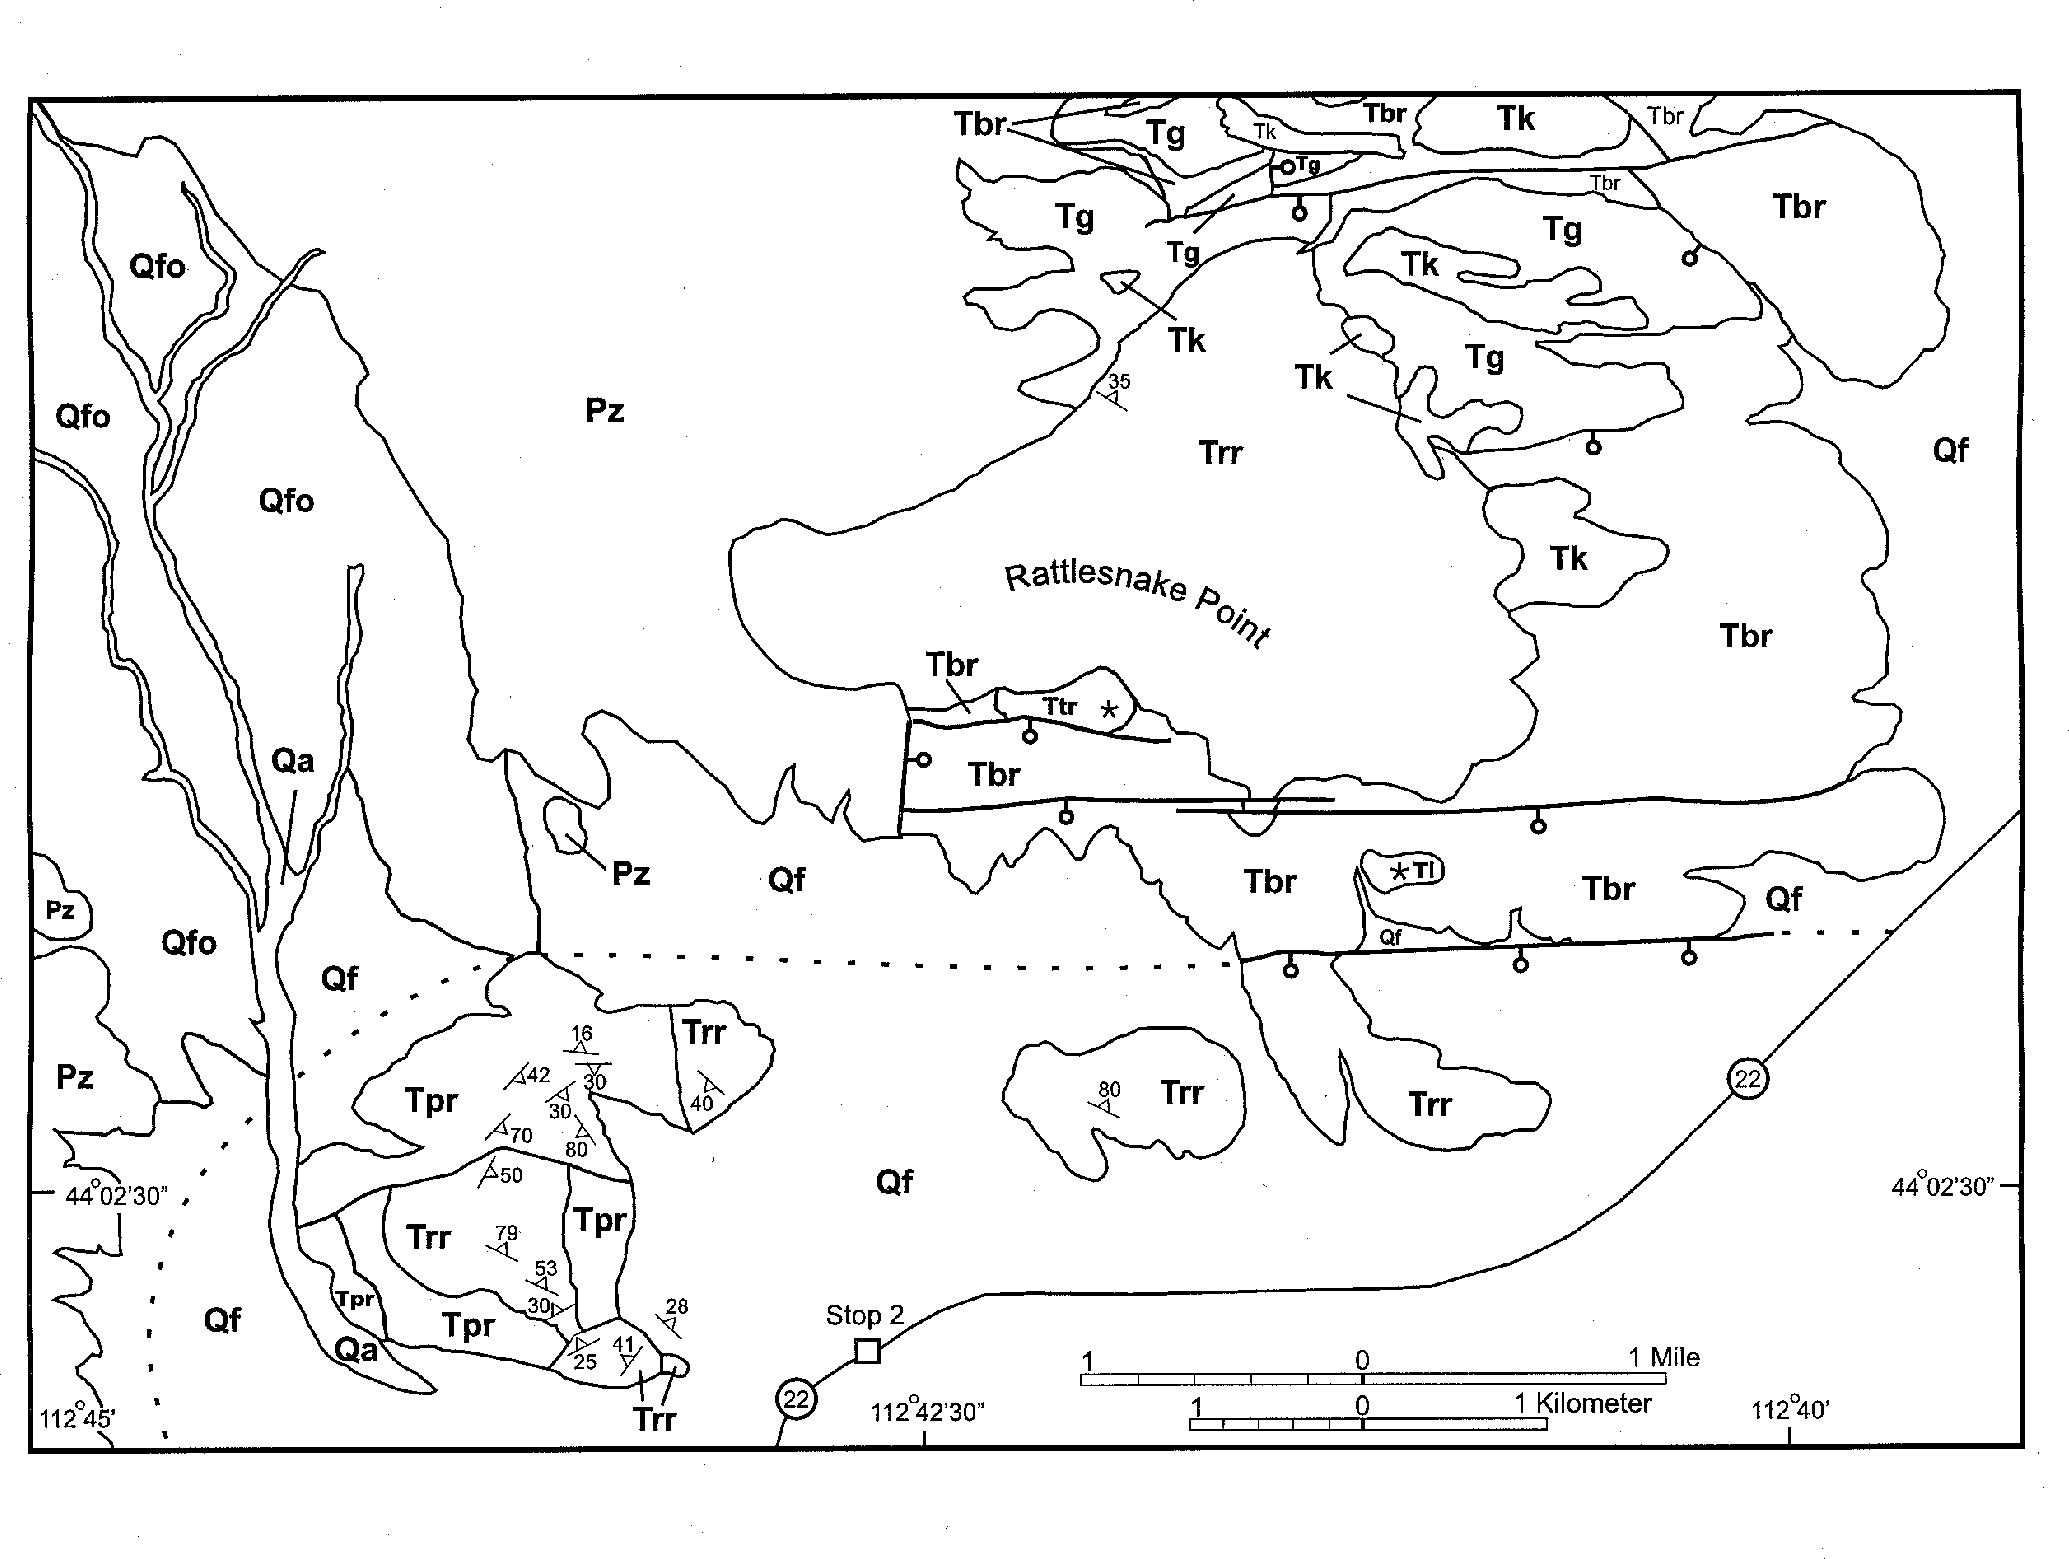 Tbr
Tg
Tk
Tbr
Tk
Tbr
Tg
Tbr
Tbr
Tg
Tg
Tg
Qfo
Tk
Tk
Tg
Tk
35
Qfo
Pz
Trr
Qf
Qfo
Tk
Rattlesnake Point
Tbr
Tbr
Ttr *
Qa
Tbr
Pz
Qf
Tbr
* Tl
Tbr
Qf
Pz
Qfo
Qf
Qf
16
Trr
Pz
Tpr
42
30
30
40
80
Trr
Trr
22
70
80
50
Qf
44°02'30"
44°02'30"
Trr
79
Tpr
53
30
Tpr
28
Qf
Tpr
Qa
25
41
Stop 2
1 0 1 Mile
22
1 0 1 Kilometer
112°45'
Trr
112°42'30"
112°40'